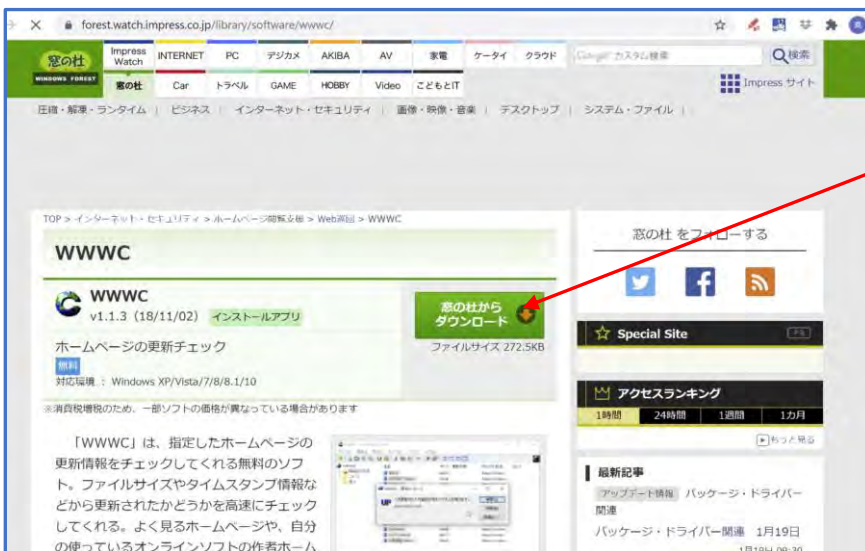 forest.watch.impress.co.jp/library/software/wwwc/
窓の杜
WINDOWS FOREST
Impress Watch INTERNET PC デジカメ AKIBA AV 家電 ケータイ クラウド Google カスタム検索 検索
窓の杜 Car トラベル GAME HOBBY Video こどもとIT Impress サイト
圧縮・解凍・ランタイム | ビジネス | インターネット・セキュリティ | 画像・映像・音楽 | デスクトップ | システム・ファイル |
TOP > インターネット・セキュリティ > ホームページ閲覧支援 > Web巡回 > WWWC
WWWC
WWWC
v1.1.3 (18/11/02) インストールアプリ
窓の杜から
ダウンロード
ファイルサイズ 272.5KB
ホームページの更新チェック
無料
対応環境 : Windows XP/Vista/7/8/8.1/10
※消費税増税のため、一部ソフトの価格が異なっている場合があります
「WWWC」は、指定したホームページの
更新情報をチェックしてくれる無料のソフ
ト。ファイルサイズやタイムスタンプ情報な
どから更新されたかどうかを高速にチェック
してくれる。よく見るホームページや、自分
の使っているオンラインソフトの作者ホーム
UP
窓の杜 をフォローする
Special Site
アクセスランキング
1時間 24時間 1週間 1カ月
もっと見る
最新記事
アップデート情報 パッケージ・ドライバー
関連
パッケージ・ドライバー関連 1月19日
1月19日 09:30